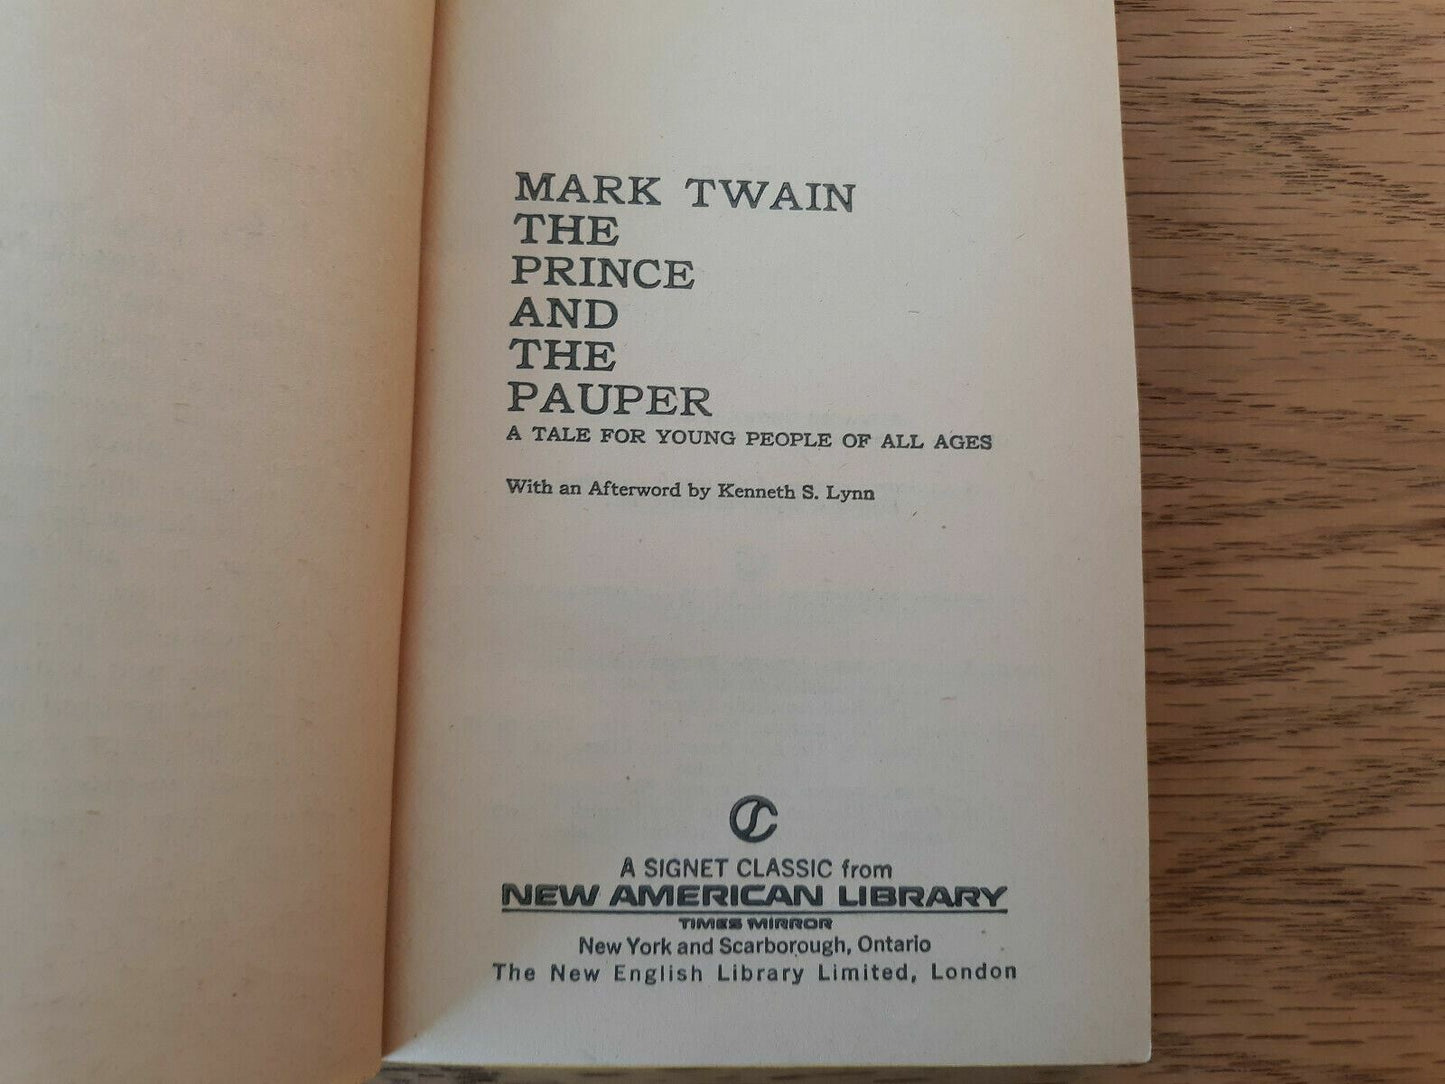 MARK TWAIN
THE
PRINCE
AND
THE
PAUPER
A TALE FOR YOUNG PEOPLE OF ALL AGES
With an Afterword by Kenneth S. Lynn
A SIGNET CLASSIC from
NEW AMERICAN LIBRARY
TIMES MIRROR
New York and Scarborough, Ontario
The New English Library Limited, London